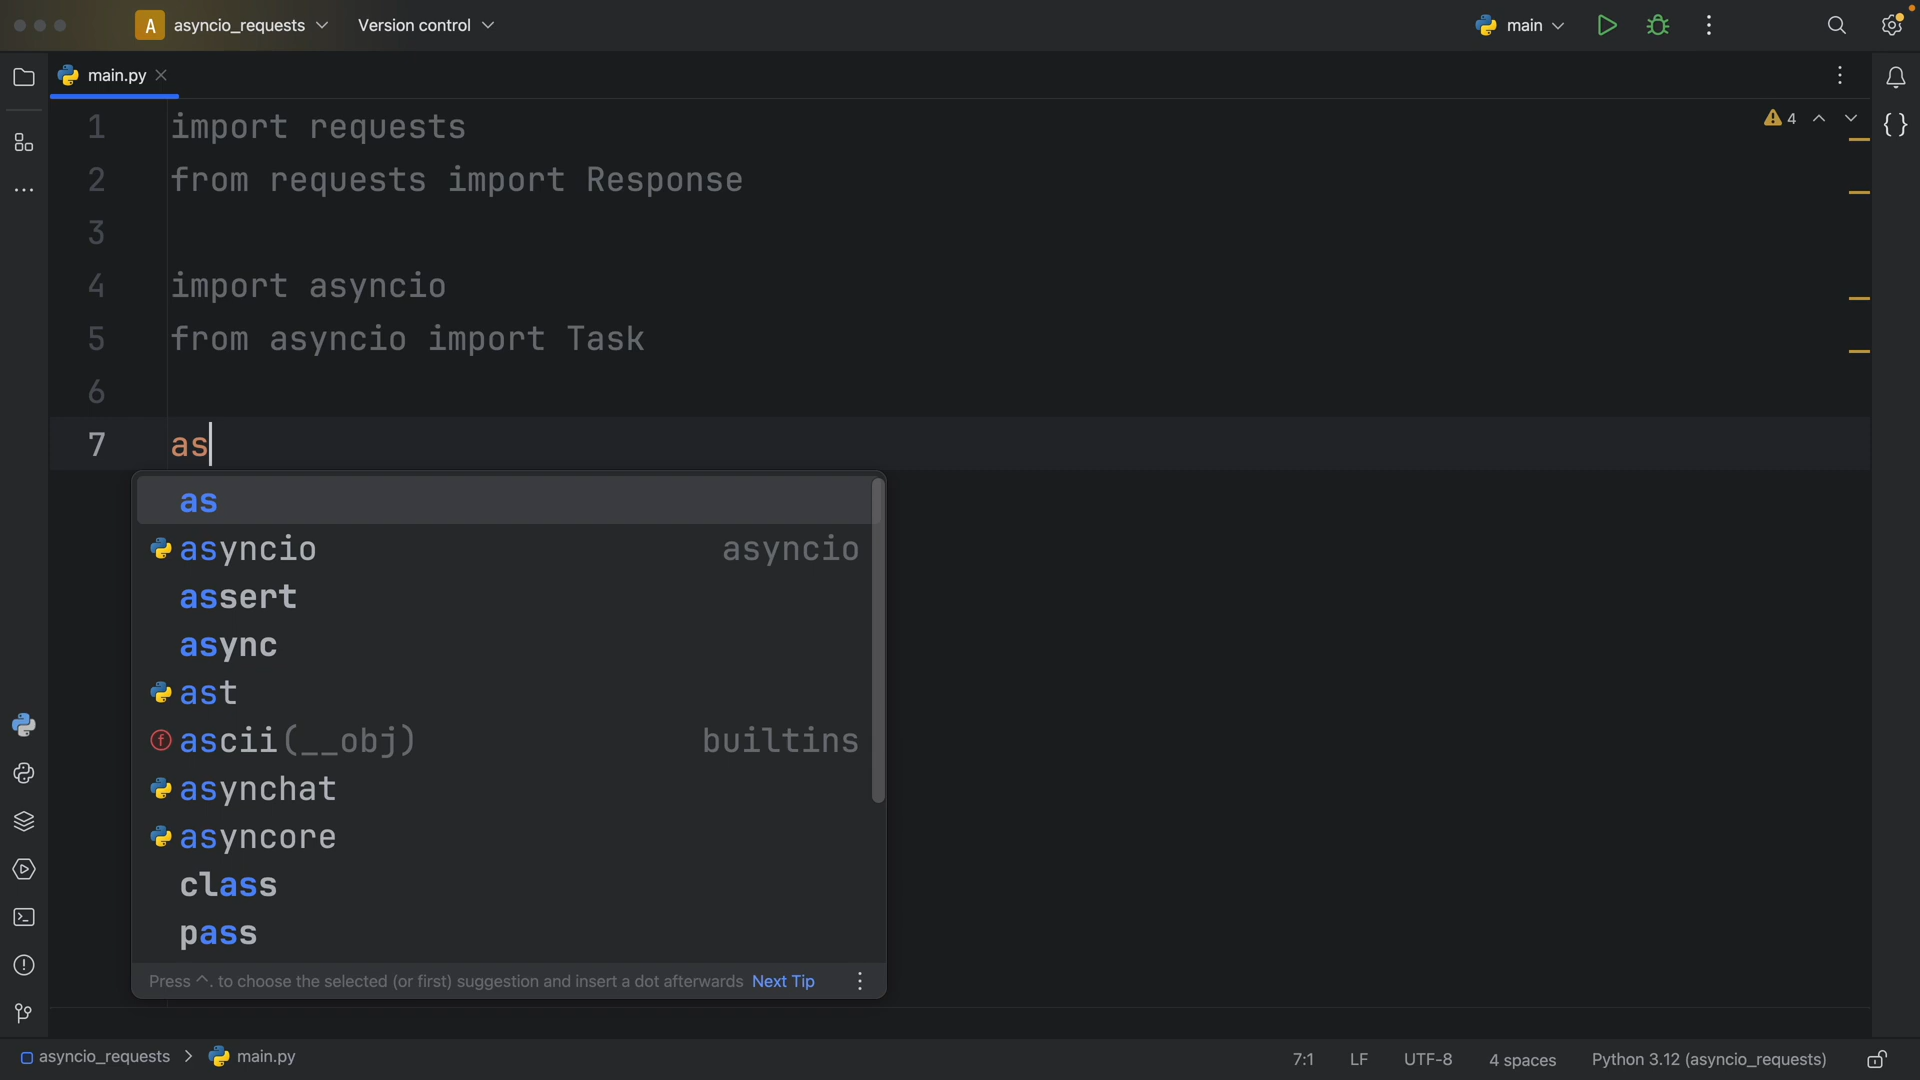 A asyncio_requests Version control main
main.py
4
1 import requests
2 from requests import Response
3
4 import asyncio
5 from asyncio import Task
6
7 as
as
asyncio asyncio
assert
async
ast
ascii(__obj) builtins
asynchat
asyncore
class
pass
Press ^. to choose the selected (or first) suggestion and insert a dot afterwards Next Tip
asyncio_requests > main.py 7:1 LF UTF-8 4 spaces Python 3.12 (asyncio_requests)